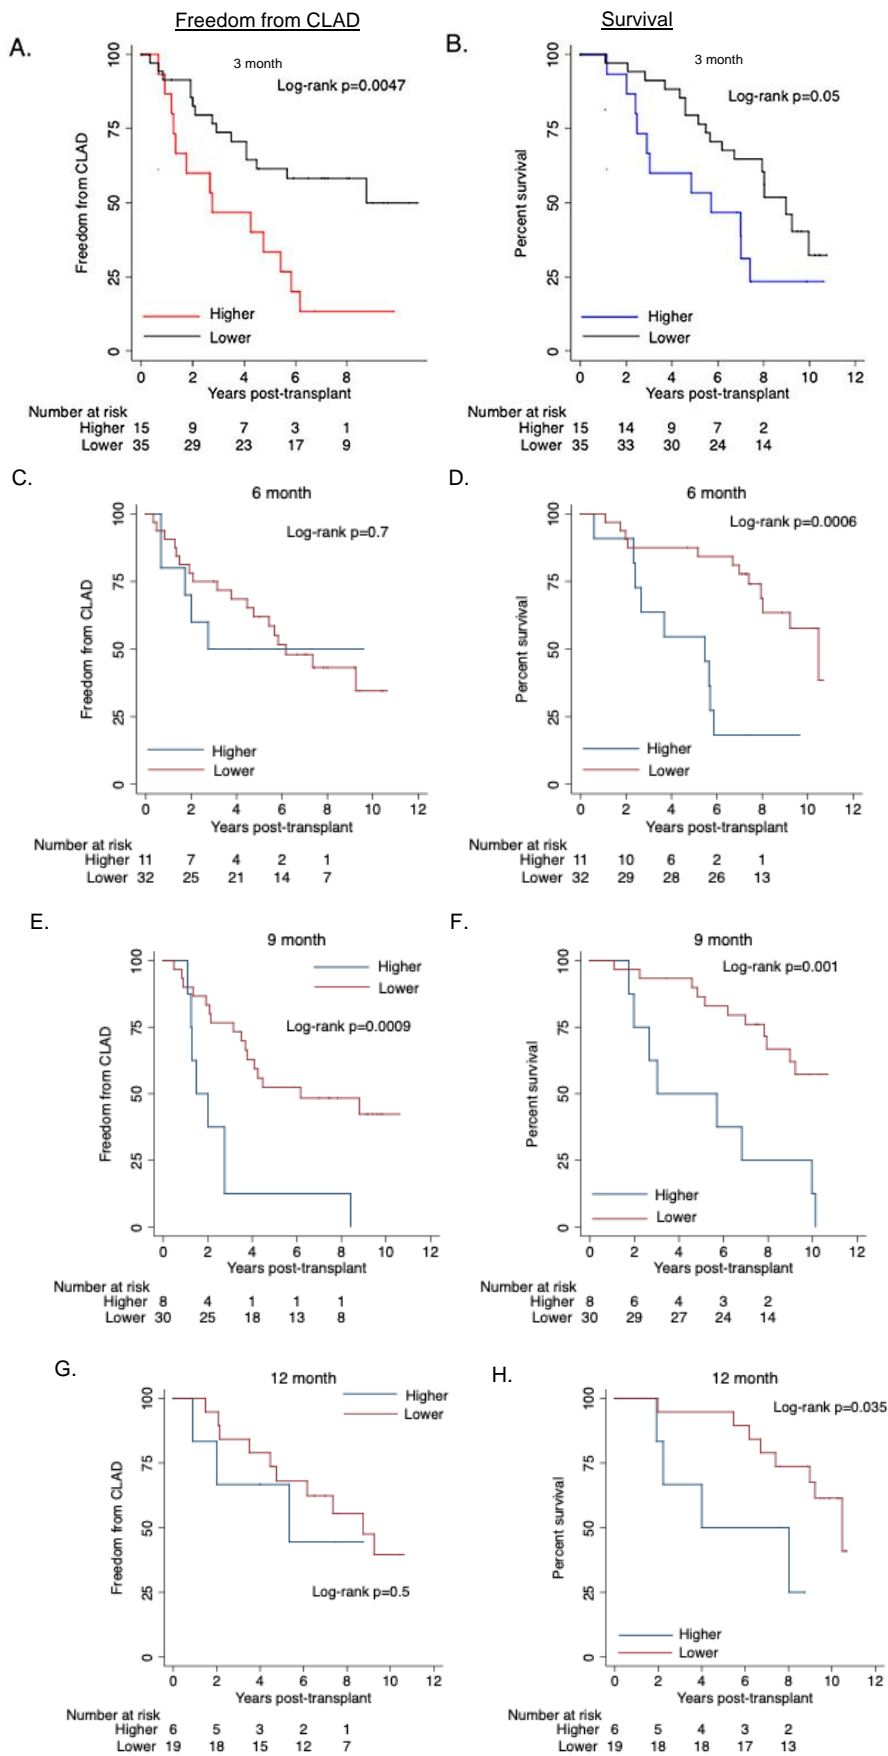 Freedom from CLAD
Survival
A.
3 month
Log-rank p=0.0047
100
75
50
25
0
Freedom from CLAD
Higher
Lower
0 2 4 6 8
Years post-transplant
Number at risk
Higher 15 9 7 3 1
Lower 35 29 23 17 9
B.
3 month
Log-rank p=0.05
100
75
50
25
0
Percent survival
Higher
Lower
0 2 4 6 8 10 12
Years post-transplant
Number at risk
Higher 15 14 9 7 2
Lower 35 33 30 24 14
C.
6 month
Log-rank p=0.7
100
75
50
25
0
Freedom from CLAD
Higher
Lower
0 2 4 6 8 10 12
Years post-transplant
Number at risk
Higher 11 7 4 2 1
Lower 32 25 21 14 7
D.
6 month
Log-rank p=0.0006
100
75
50
25
0
Percent survival
Higher
Lower
0 2 4 6 8 10 12
Years post-transplant
Number at risk
Higher 11 10 6 2 1
Lower 32 29 28 26 13
E.
9 month
Higher
Lower
Log-rank p=0.0009
100
75
50
25
0
Freedom from CLAD
0 2 4 6 8 10 12
Years post-transplant
Number at risk
Higher 8 4 1 1 1
Lower 30 25 18 13 8
F.
9 month
Log-rank p=0.001
100
75
50
25
0
Percent survival
Higher
Lower
0 2 4 6 8 10 12
Years post-transplant
Number at risk
Higher 8 6 4 3 2
Lower 30 29 27 24 14
G.
12 month
Higher
Lower
100
75
50
25
0
Freedom from CLAD
Log-rank p=0.5
0 2 4 6 8 10 12
Years post-transplant
Number at risk
Higher 6 5 3 2 1
Lower 19 18 15 12 7
H.
12 month
Log-rank p=0.035
100
75
50
25
0
Percent survival
Higher
Lower
0 2 4 6 8 10 12
Years post-transplant
Number at risk
Higher 6 5 4 3 2
Lower 19 18 18 17 13